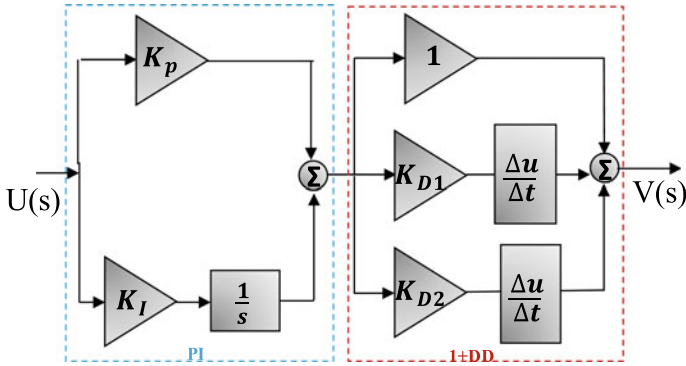 U(s)
K_p
K_I
1/s
Σ
PI
1
K_D1
Δu/Δt
K_D2
Δu/Δt
Σ
1+DD
V(s)